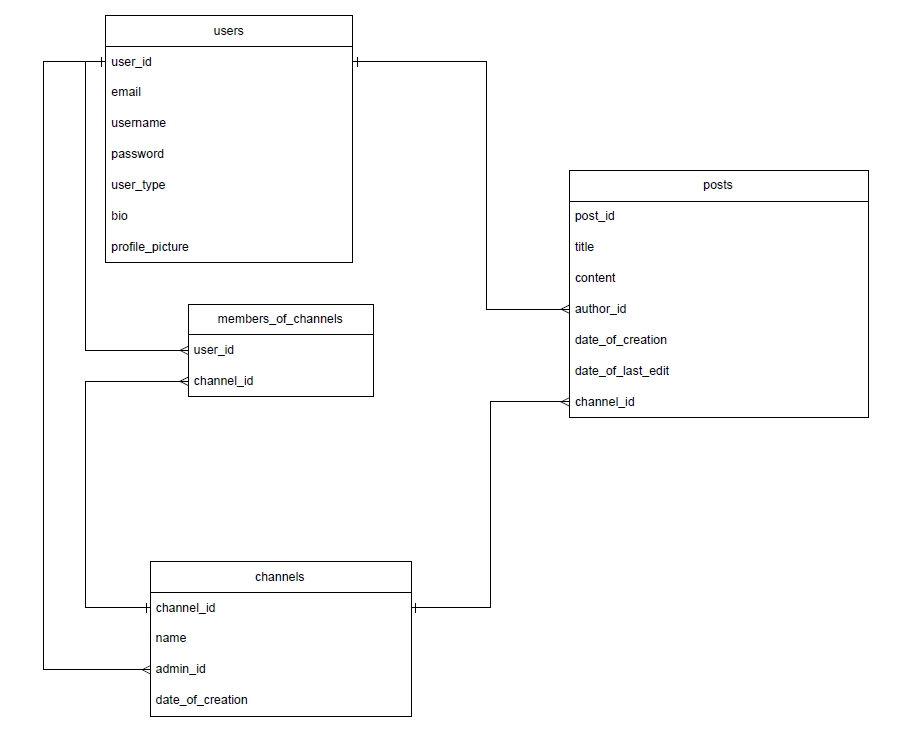 users
user_id
email
username
password
user_type
bio
profile_picture
posts
post_id
title
content
author_id
date_of_creation
date_of_last_edit
channel_id
members_of_channels
user_id
channel_id
channels
channel_id
name
admin_id
date_of_creation